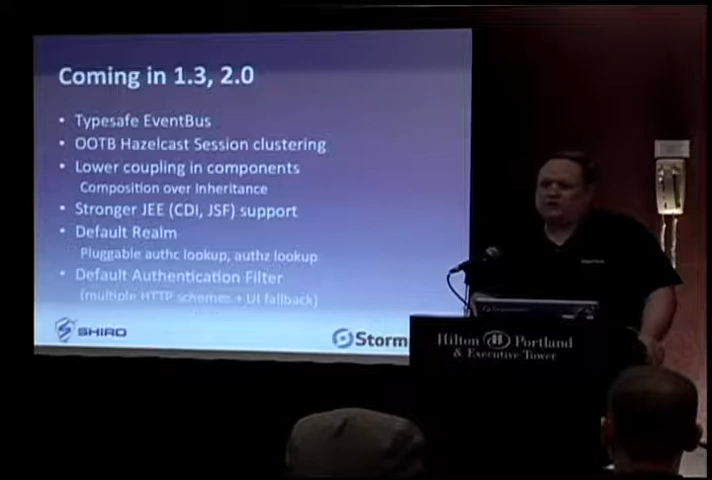 Coming in 1.3, 2.0
• Typesafe EventBus
• OOTB Hazelcast Session clustering
• Lower coupling in components
Composition over Inheritance
• Stronger JEE (CDI, JSF) support
• Default Realm
Pluggable authc lookup, authz lookup
• Default Authentication Filter
(multiple HTTP schemes + UI fallback)
SHIRO
Storm
Hilton Portland
& Executive Tower